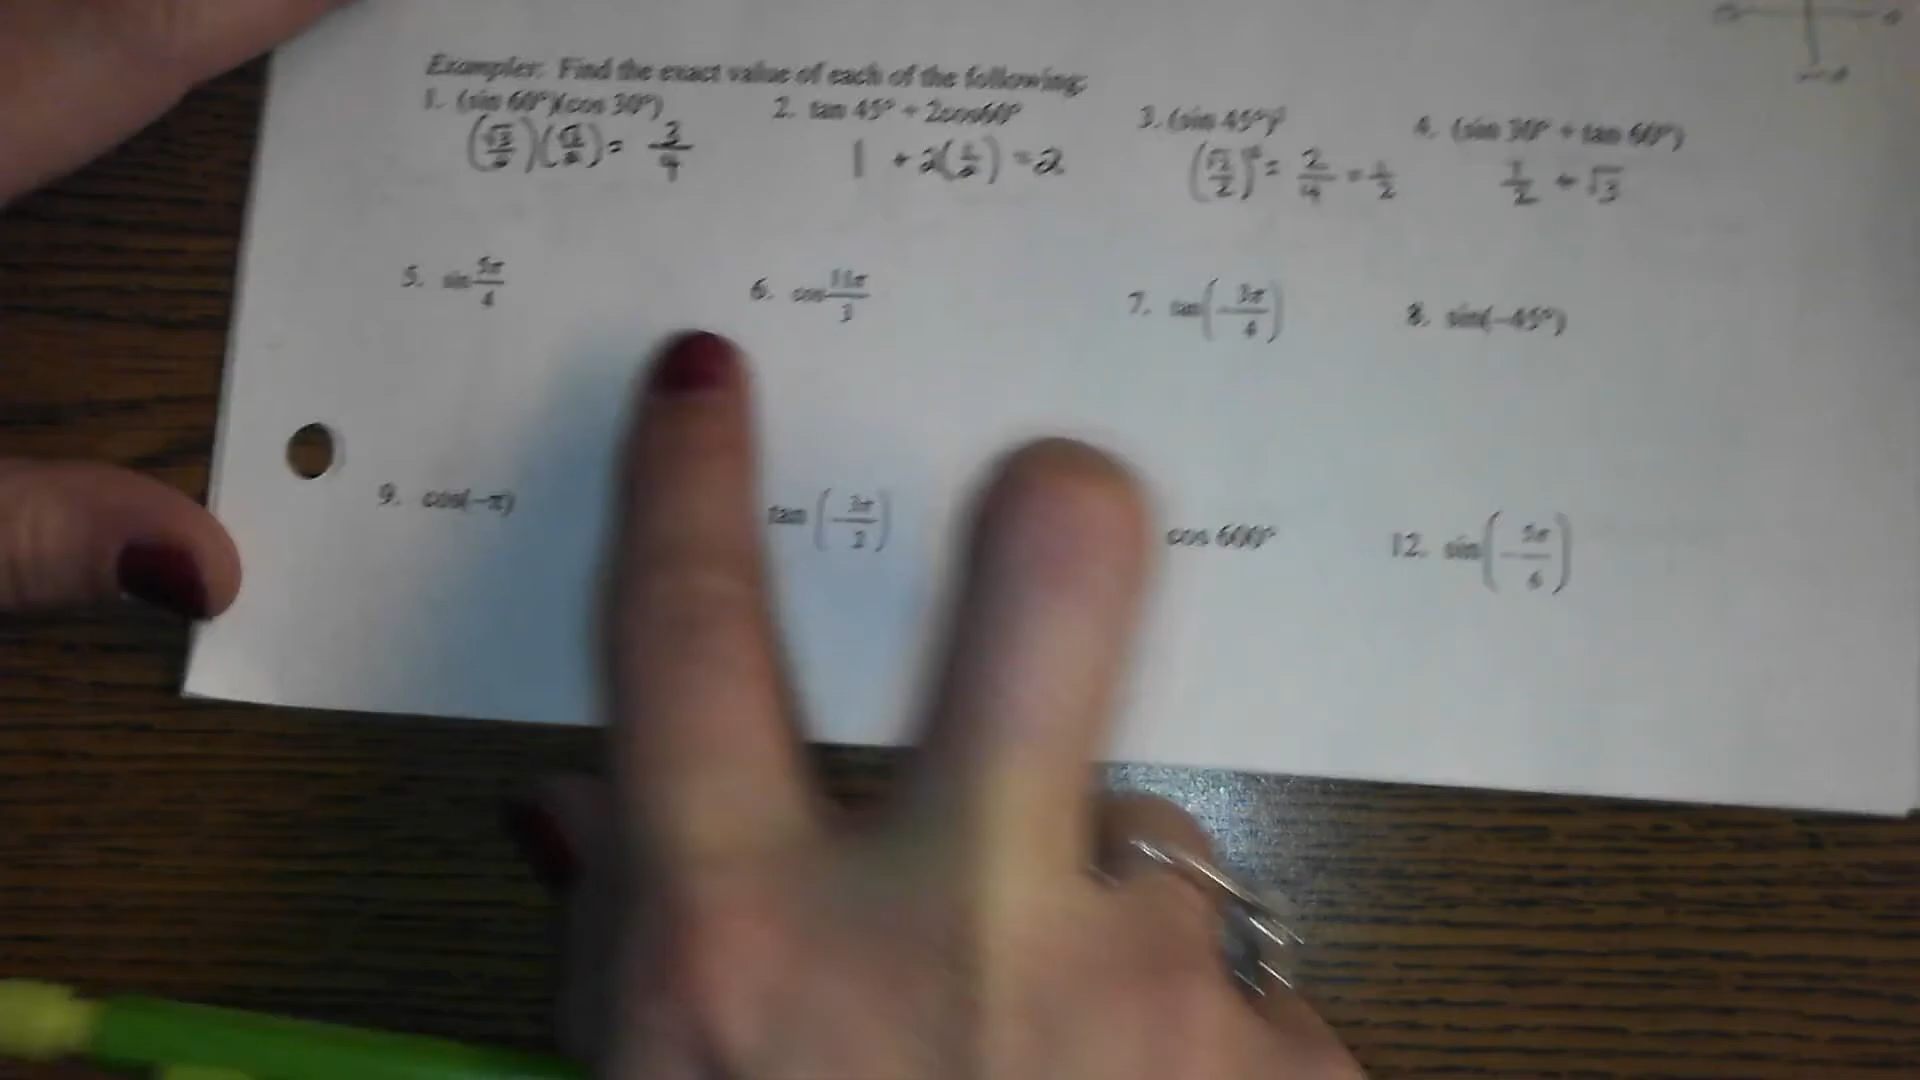 Examples: Find the exact value of each of the following:
1. (sin 60°)(cos 30°) 2. tan 45° + 2cos60° 3. (sin 45°)² 4. (sin 30° + tan 60°)
(√3/2)(√3/2) = 3/4 1 + 2(1/2) = 2 (√2/2)² = 2/4 = 1/2 1/2 + √3
5. sin 5π/4 6. cos 11π/3 7. tan(-3π/4) 8. sin(-45°)
9. cos(-π) tan (-3π/2) cos 600° 12. sin(-5π/6)